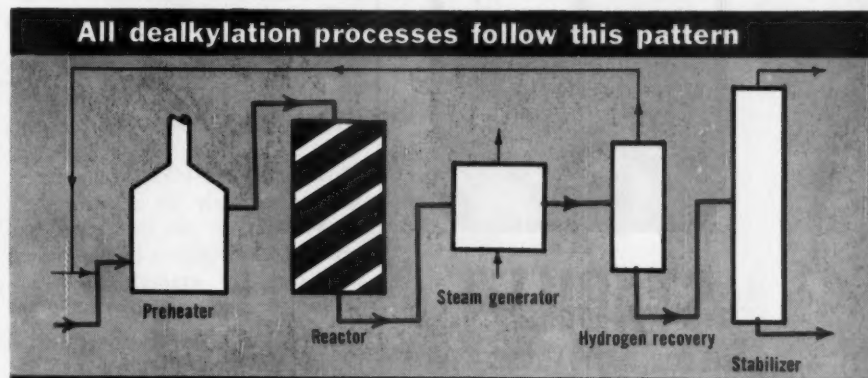 All dealkylation processes follow this pattern
Preheater
Reactor
Steam generator
Hydrogen recovery
Stabilizer